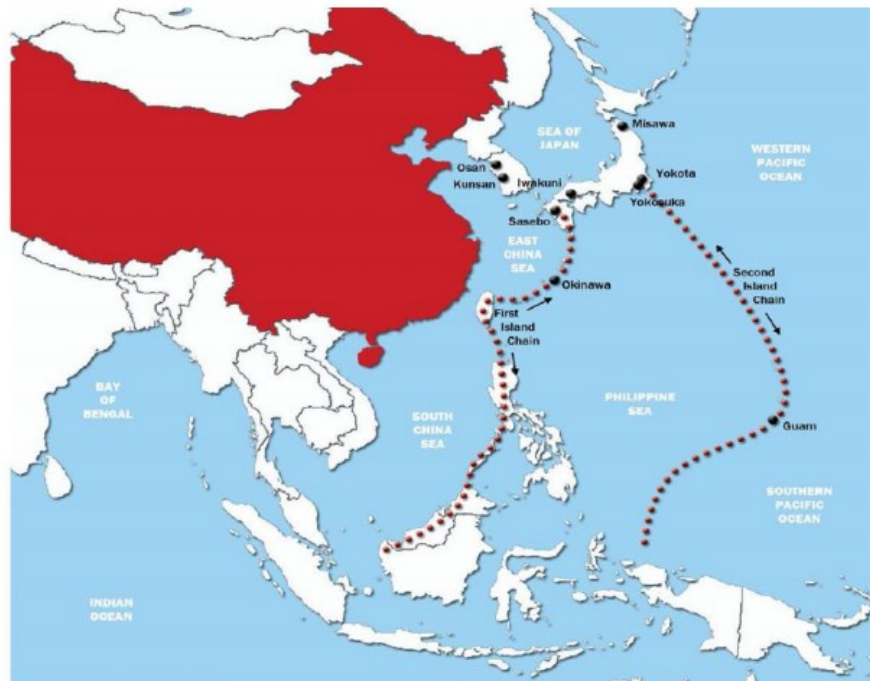 SEA OF
JAPAN
Misawa
WESTERN
PACIFIC
OCEAN
Osan
Kunsan
Iwakuni
Yokota
Yokosuka
Sasebo
EAST
CHINA
SEA
Okinawa
Second
Island
Chain
First
Island
Chain
BAY
OF
BENGAL
PHILIPPINE
SEA
SOUTH
CHINA
SEA
Guam
SOUTHERN
PACIFIC
OCEAN
INDIAN
OCEAN